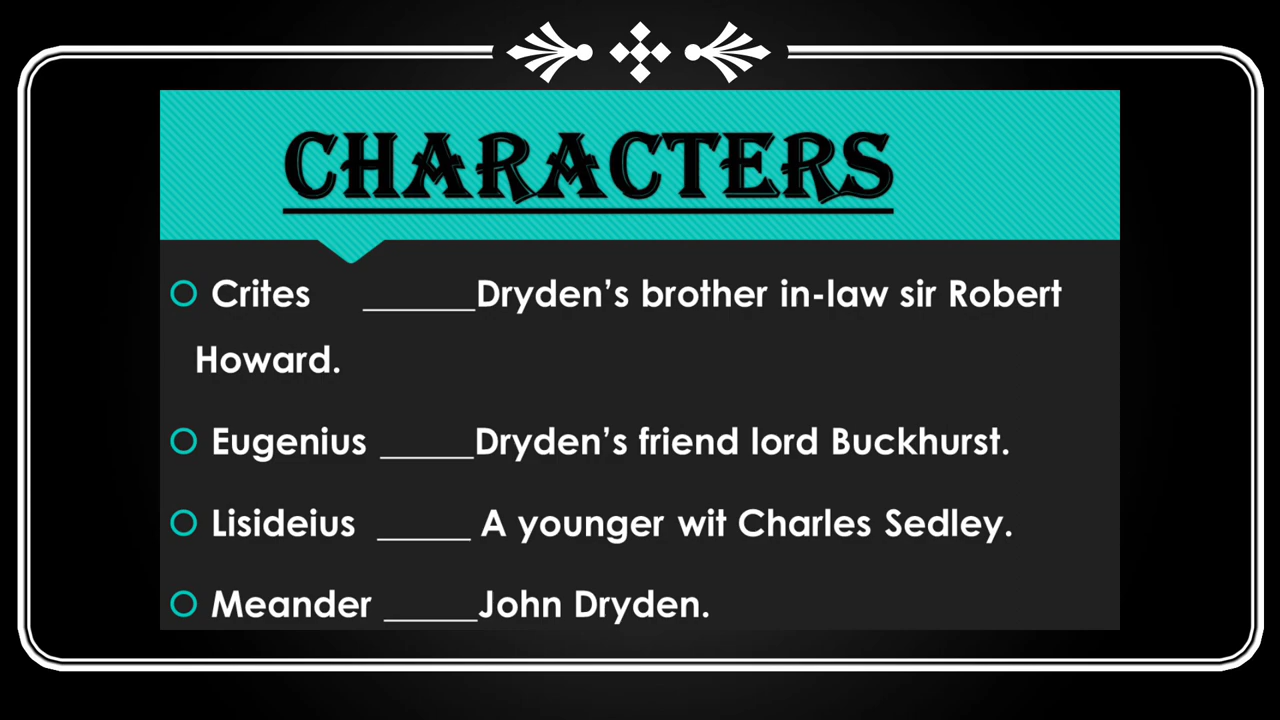 CHARACTERS
Crites ______Dryden’s brother in-law sir Robert
Howard.
Eugenius _____Dryden’s friend lord Buckhurst.
Lisideius _____ A younger wit Charles Sedley.
Meander _____John Dryden.